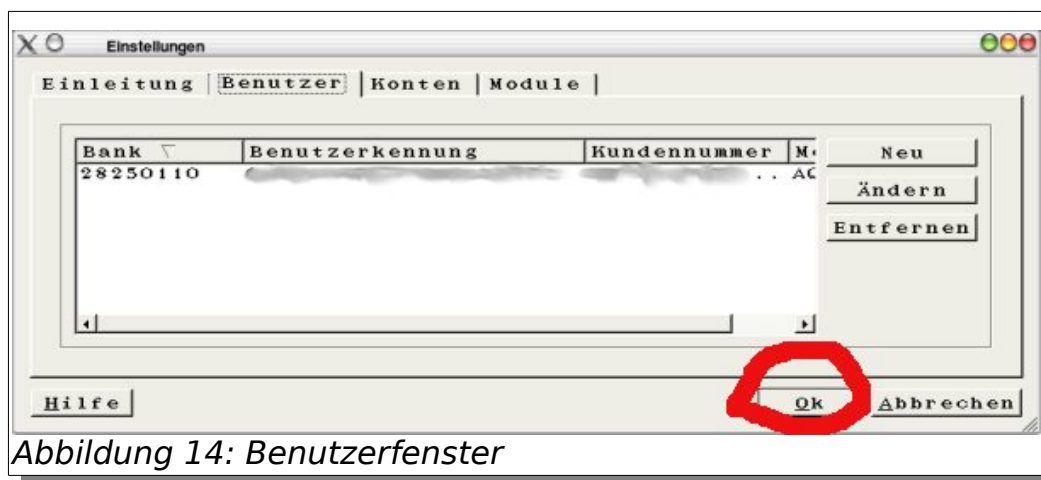 Einstellungen
Einleitung Benutzer Konten Module
Bank Benutzerkennung Kundennummer
28250110 ..
Neu
Ändern
Entfernen
Hilfe Ok Abbrechen
Abbildung 14: Benutzerfenster